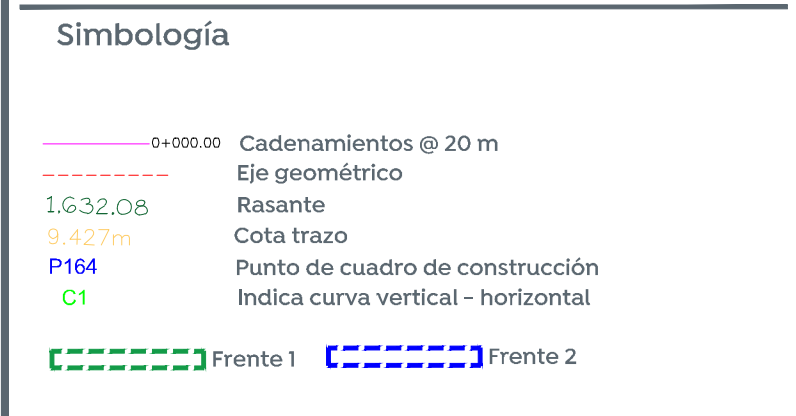 Simbología
0+000.00 Cadenamientos @ 20 m
Eje geométrico
1,632.08 Rasante
9.427m Cota trazo
P164 Punto de cuadro de construcción
C1 Indica curva vertical - horizontal
Frente 1 Frente 2